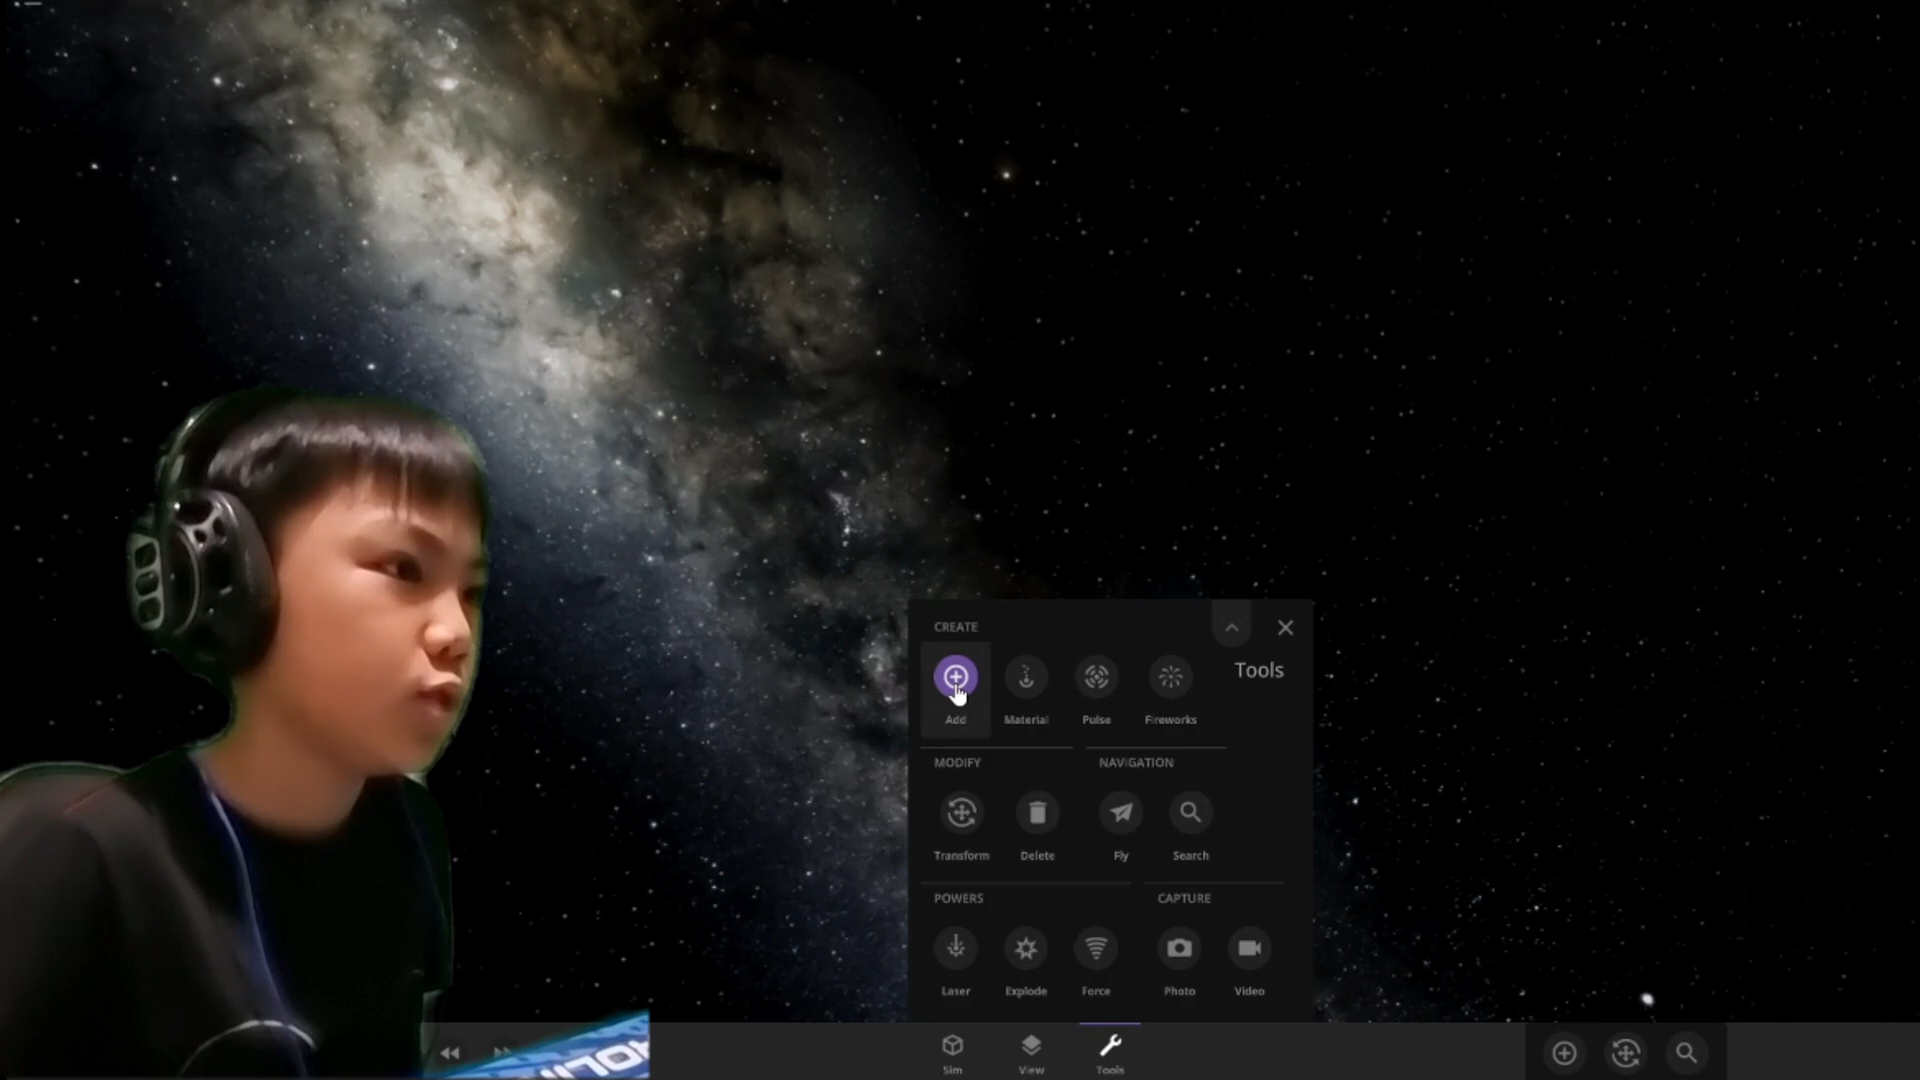 CREATE
Tools
Add
Material
Pulse
Fireworks
MODIFY
NAVIGATION
Transform
Delete
Fly
Search
POWERS
CAPTURE
Laser
Explode
Force
Photo
Video
Sim
View
Tools